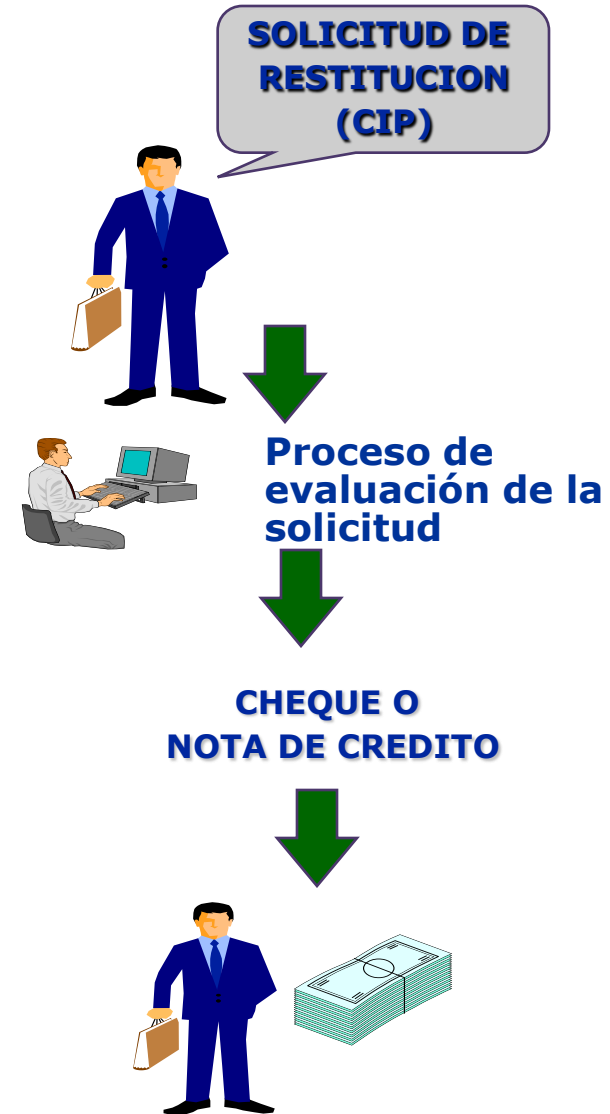 SOLICITUD DE
RESTITUCION
(CIP)
Proceso de
evaluación de la
solicitud
CHEQUE O
NOTA DE CREDITO